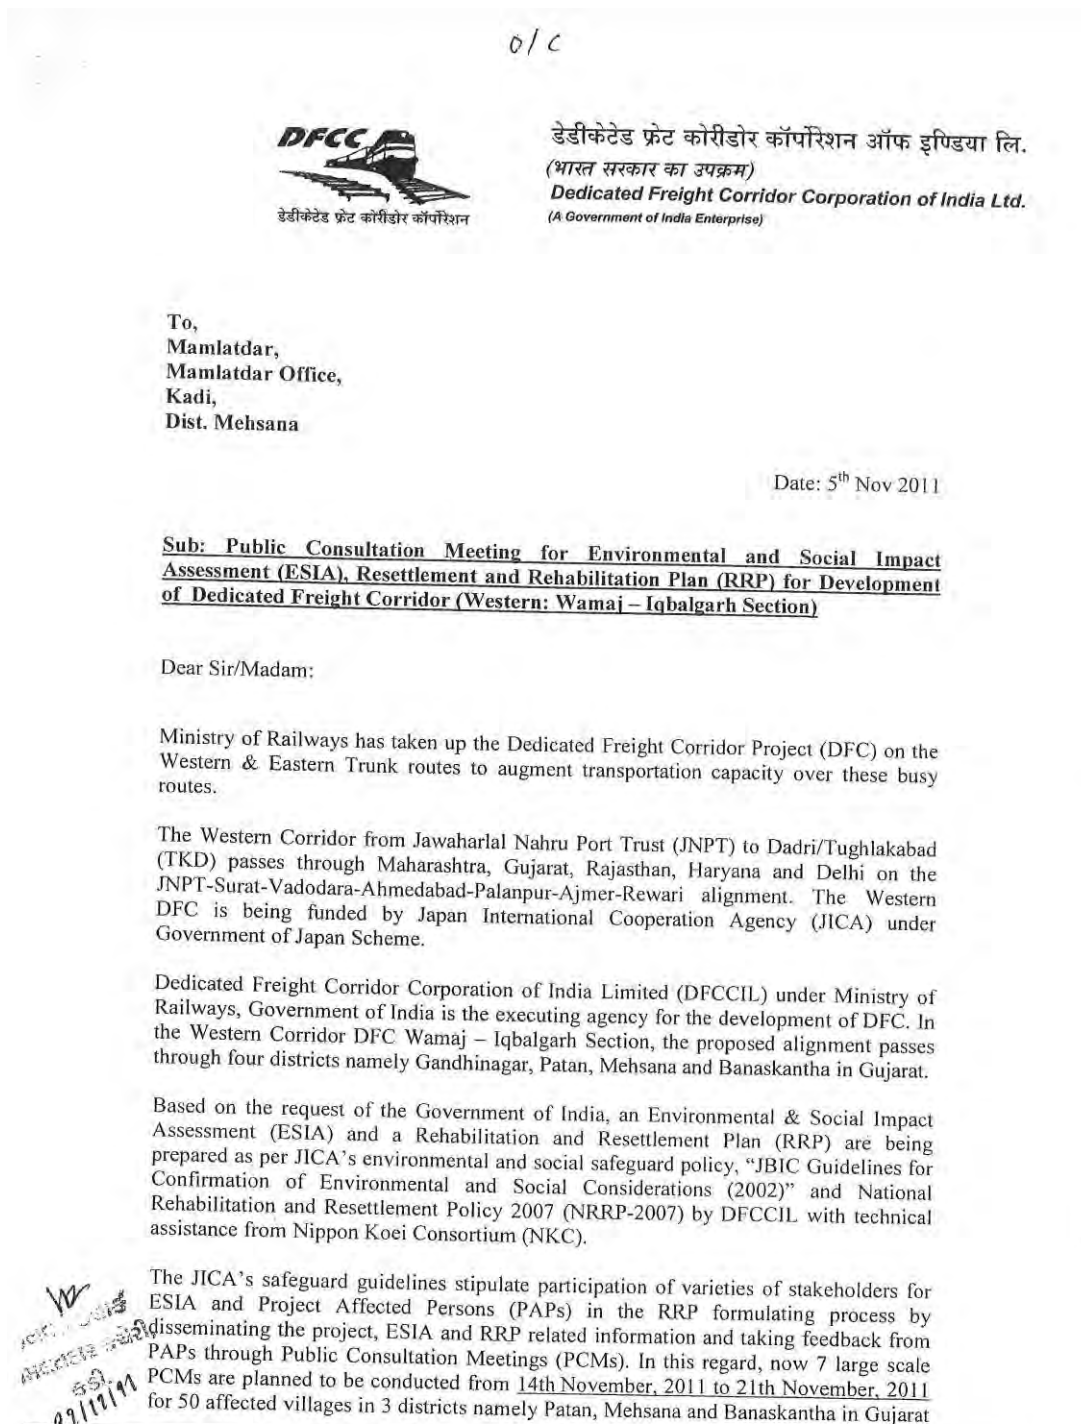 O/C
DFCC
डेडीकेटेड फ्रेट कोरीडोर कॉर्पोरेशन
डेडीकेटेड फ्रेट कोरीडोर कॉर्पोरेशन ऑफ इण्डिया लि.
(भारत सरकार का उपक्रम)
Dedicated Freight Corridor Corporation of India Ltd.
(A Government of India Enterprise)
To,
Mamlatdar,
Mamlatdar Office,
Kadi,
Dist. Mehsana
Date: 5th Nov 2011
Sub: Public Consultation Meeting for Environmental and Social Impact
Assessment (ESIA), Resettlement and Rehabilitation Plan (RRP) for Development
of Dedicated Freight Corridor (Western: Wamaj – Iqbalgarh Section)
Dear Sir/Madam:
Ministry of Railways has taken up the Dedicated Freight Corridor Project (DFC) on the
Western & Eastern Trunk routes to augment transportation capacity over these busy
routes.
The Western Corridor from Jawaharlal Nahru Port Trust (JNPT) to Dadri/Tughlakabad
(TKD) passes through Maharashtra, Gujarat, Rajasthan, Haryana and Delhi on the
JNPT-Surat-Vadodara-Ahmedabad-Palanpur-Ajmer-Rewari alignment. The Western
DFC is being funded by Japan International Cooperation Agency (JICA) under
Government of Japan Scheme.
Dedicated Freight Corridor Corporation of India Limited (DFCCIL) under Ministry of
Railways, Government of India is the executing agency for the development of DFC. In
the Western Corridor DFC Wamaj – Iqbalgarh Section, the proposed alignment passes
through four districts namely Gandhinagar, Patan, Mehsana and Banaskantha in Gujarat.
Based on the request of the Government of India, an Environmental & Social Impact
Assessment (ESIA) and a Rehabilitation and Resettlement Plan (RRP) are being
prepared as per JICA's environmental and social safeguard policy, "JBIC Guidelines for
Confirmation of Environmental and Social Considerations (2002)" and National
Rehabilitation and Resettlement Policy 2007 (NRRP-2007) by DFCCIL with technical
assistance from Nippon Koei Consortium (NKC).
The JICA's safeguard guidelines stipulate participation of varieties of stakeholders for
ESIA and Project Affected Persons (PAPs) in the RRP formulating process by
disseminating the project, ESIA and RRP related information and taking feedback from
PAPs through Public Consultation Meetings (PCMs). In this regard, now 7 large scale
PCMs are planned to be conducted from 14th November, 2011 to 21th November, 2011
for 50 affected villages in 3 districts namely Patan, Mehsana and Banaskantha in Gujarat
કડી.